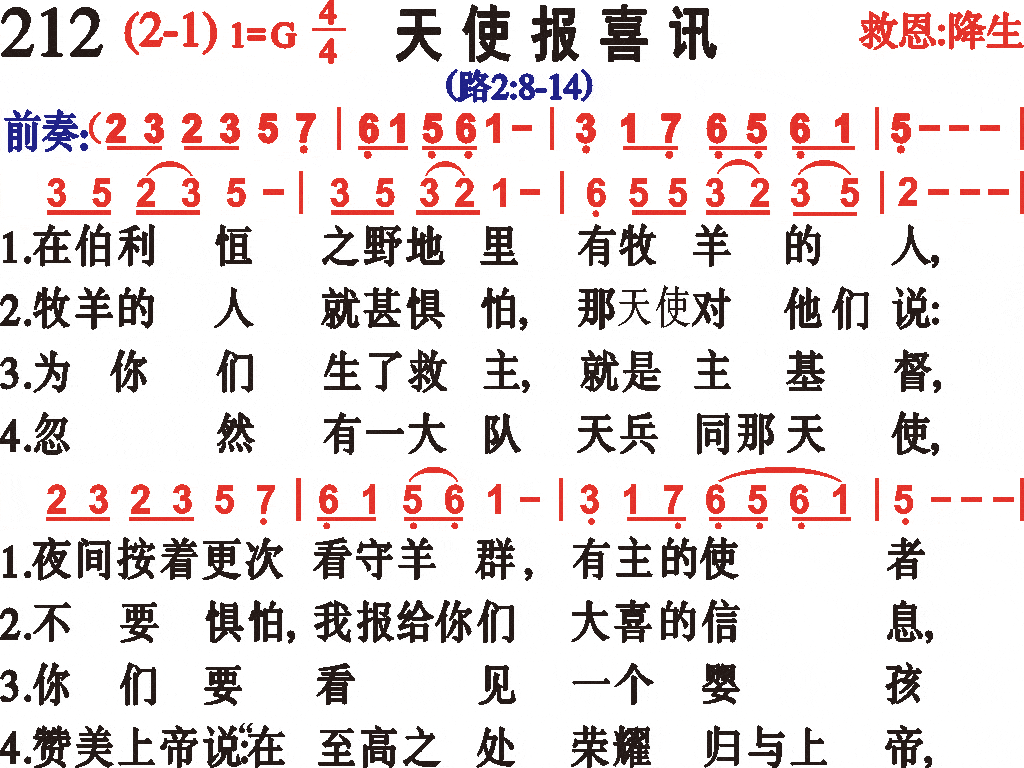 212 (2-1) 1=G 4/4 天使报喜讯 救恩:降生
(路2:8-14)
前奏:(2 3 2 3 5 7 | 6 1 5 6 1 – | 3 1 7 6 5 6 1 | 5 – – – |
3 5 2 3 5 – | 3 5 3 2 1 – | 6 5 5 3 2 3 5 | 2 – – – |
1.在伯利 恒 之野地 里 有牧 羊 的 人,
2.牧羊的 人 就甚惧 怕, 那天使对 他们 说:
3.为 你 们 生了救 主, 就是 主 基 督,
4.忽 然 有一大 队 天兵 同那天 使,
2 3 2 3 5 7 | 6 1 5 6 1 – | 3 1 7 6 5 6 1 | 5 – – – |
1.夜间按着更次 看守羊 群, 有主的使 者
2.不 要 惧怕, 我报给你们 大喜的信 息,
3.你 们 要 看 见 一个 婴 孩
4.赞美上帝说:“在 至高之 处 荣耀 归与上 帝,